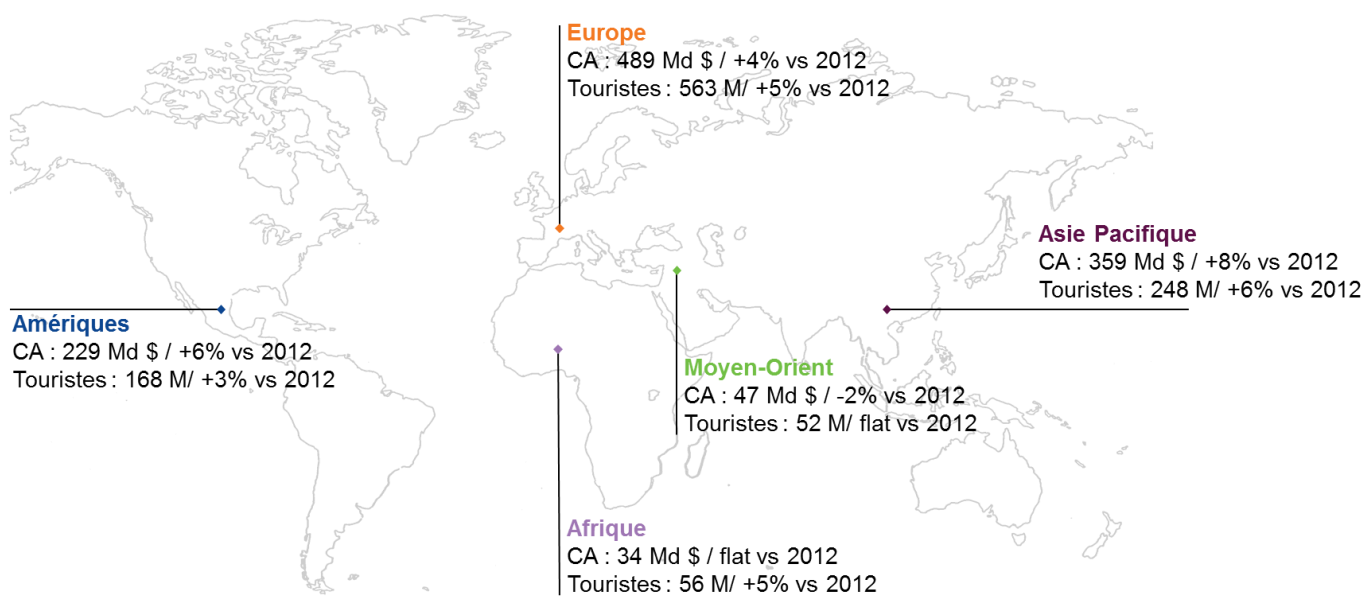 Europe
CA : 489 Md $ / +4% vs 2012
Touristes : 563 M/ +5% vs 2012
Asie Pacifique
CA : 359 Md $ / +8% vs 2012
Touristes : 248 M/ +6% vs 2012
Amériques
CA : 229 Md $ / +6% vs 2012
Touristes : 168 M/ +3% vs 2012
Moyen-Orient
CA : 47 Md $ / -2% vs 2012
Touristes : 52 M/ flat vs 2012
Afrique
CA : 34 Md $ / flat vs 2012
Touristes : 56 M/ +5% vs 2012